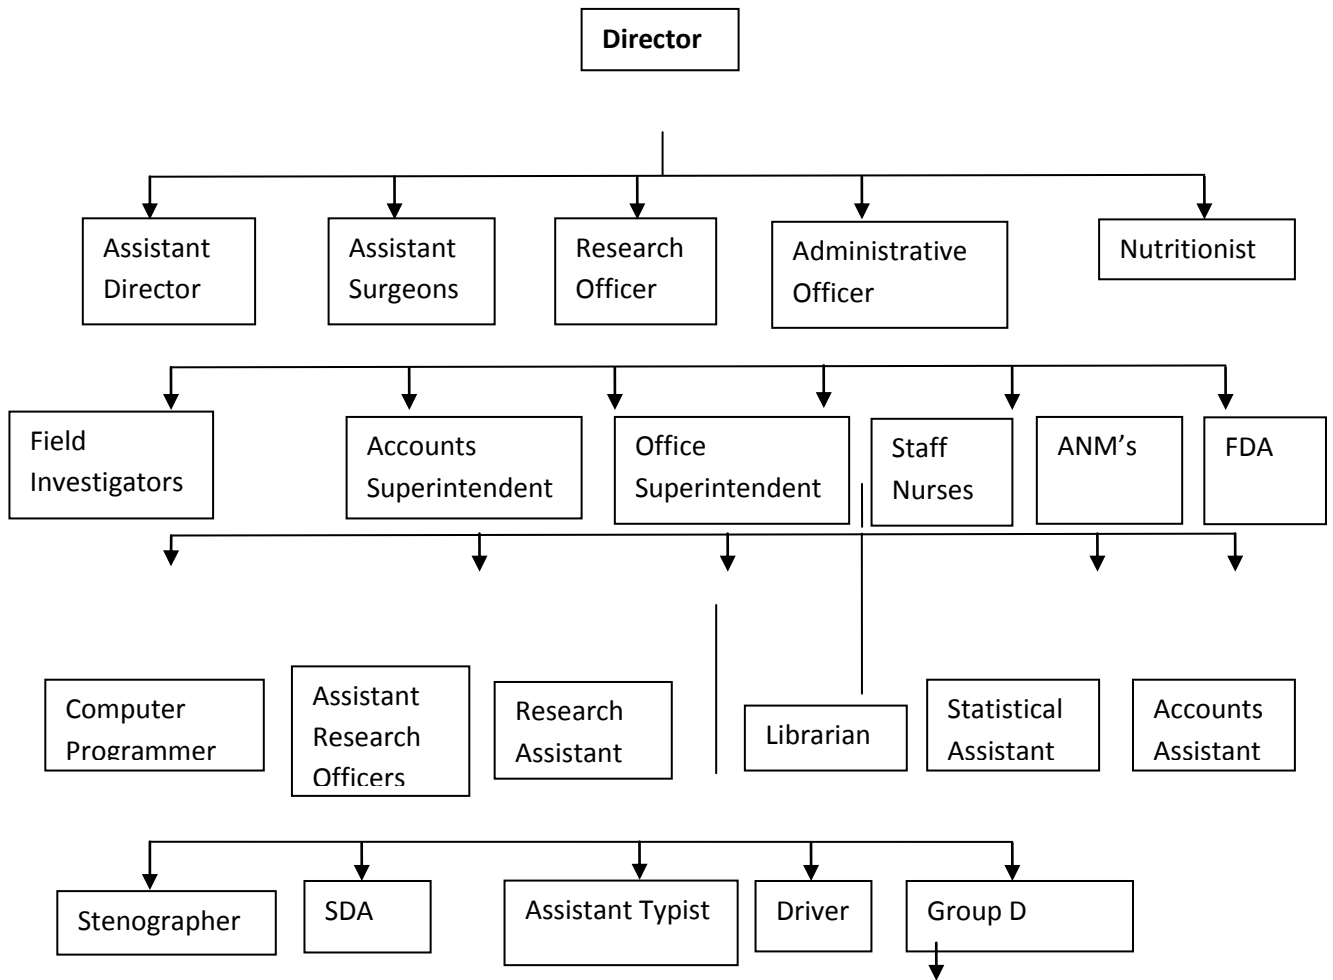 Director
Assistant
Director
Assistant
Surgeons
Research
Officer
Administrative
Officer
Nutritionist
Field
Investigators
Accounts
Superintendent
Office
Superintendent
Staff
Nurses
ANM's
FDA
Computer
Programmer
Assistant
Research
Officers
Research
Assistant
Librarian
Statistical
Assistant
Accounts
Assistant
Stenographer
SDA
Assistant Typist
Driver
Group D